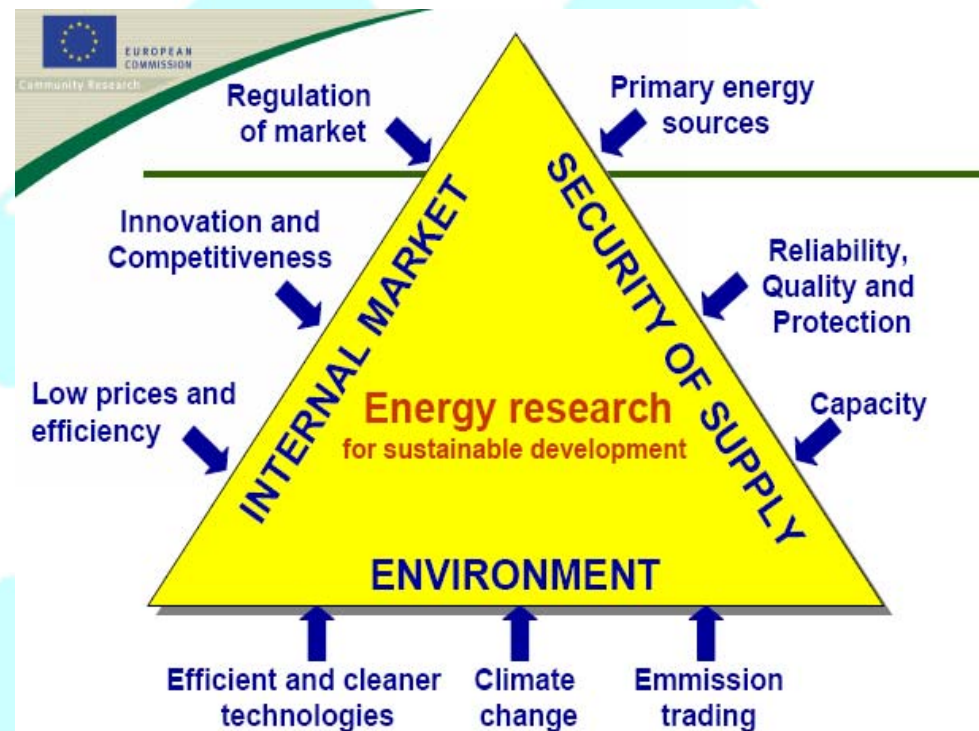 EUROPEAN
COMMISSION
Community Research
Regulation
of market
Primary energy
sources
Innovation and
Competitiveness
Reliability,
Quality and
Protection
Low prices and
efficiency
Capacity
INTERNAL MARKET
SECURITY OF SUPPLY
Energy research
for sustainable development
ENVIRONMENT
Efficient and cleaner
technologies
Climate
change
Emmission
trading